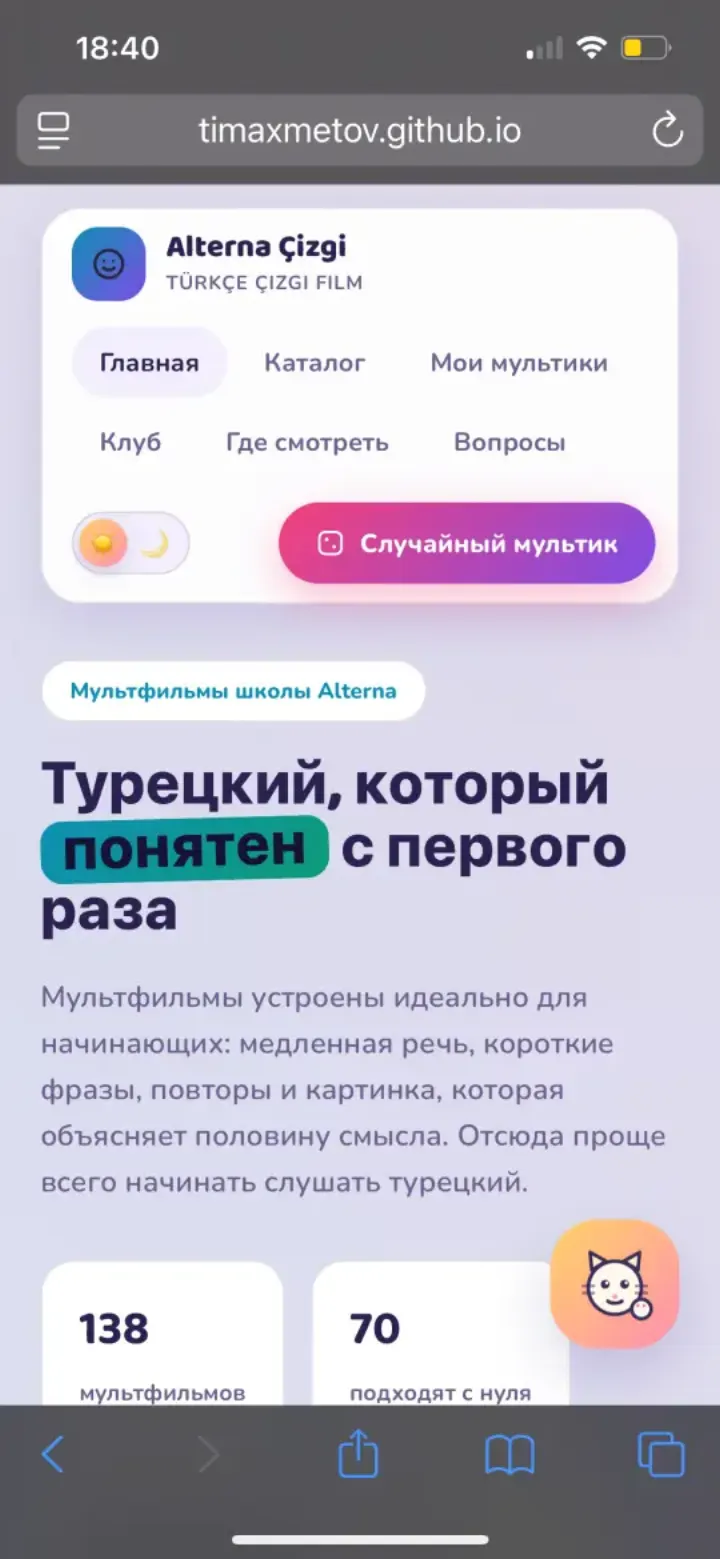 18:40
timaxmetov.github.io
Alterna Çizgi
TÜRKÇE ÇIZGI FILM
Главная Каталог Мои мультики
Клуб Где смотреть Вопросы
Случайный мультик
Мультфильмы школы Alterna
Турецкий, который
понятен с первого
раза
Мультфильмы устроены идеально для
начинающих: медленная речь, короткие
фразы, повторы и картинка, которая
объясняет половину смысла. Отсюда проще
всего начинать слушать турецкий.
138 70
мультфильмов подходят с нуля